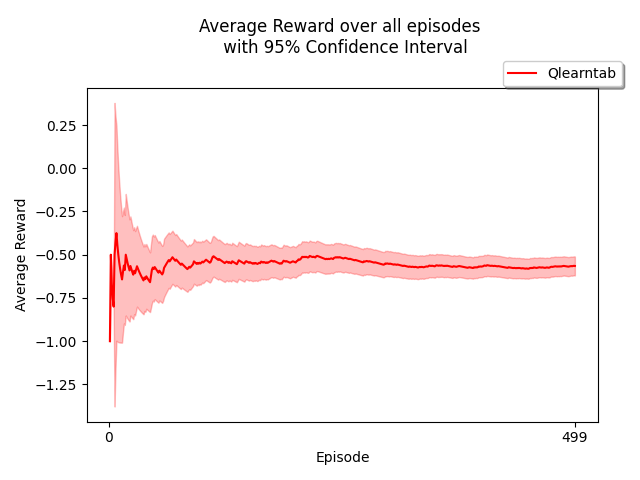 Average Reward over all episodes
with 95% Confidence Interval
Qlearntab
0.25
0.00
−0.25
−0.50
−0.75
−1.00
−1.25
Average Reward
0
499
Episode